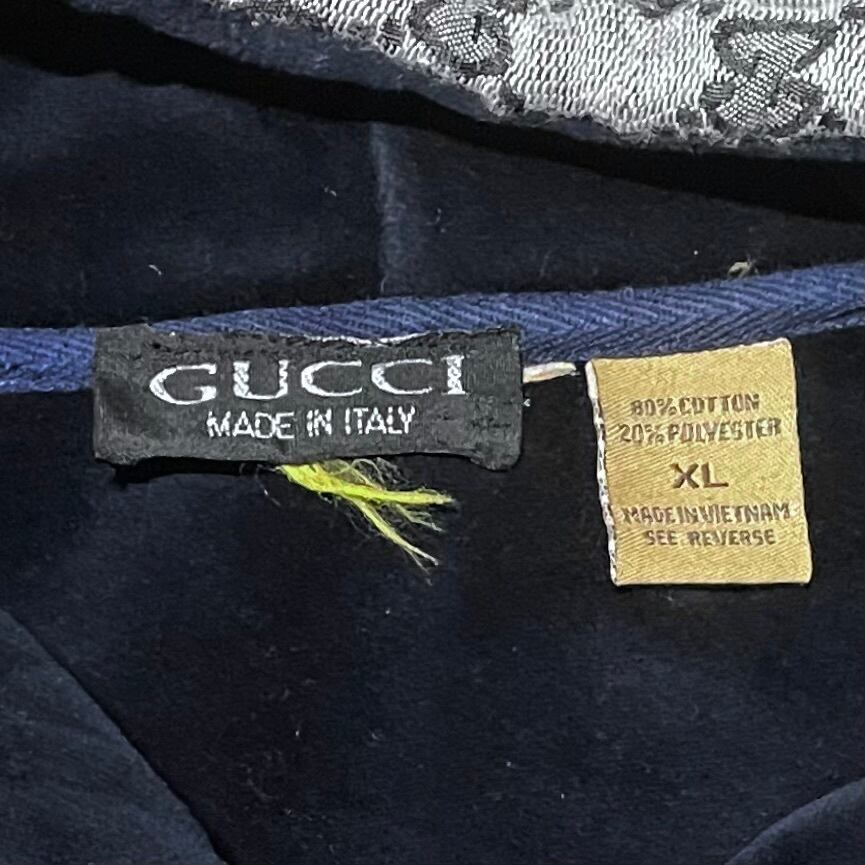 GUCCI
MADE IN ITALY
80% COTTON
20% POLYESTER
XL
MADE IN VIETNAM
SEE REVERSE